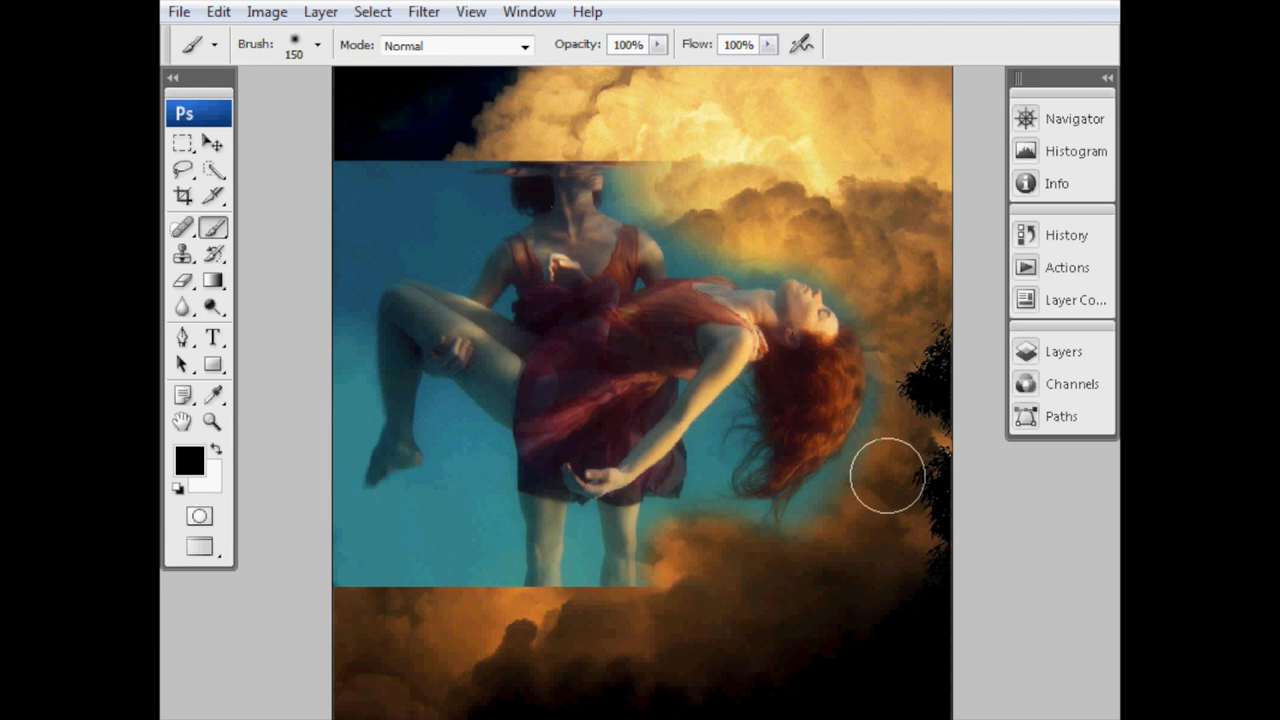 File Edit Image Layer Select Filter View Window Help
Brush: 150 Mode: Normal Opacity: 100% Flow: 100%
Ps
T
Navigator
Histogram
Info
History
Actions
Layer Co...
Layers
Channels
Paths